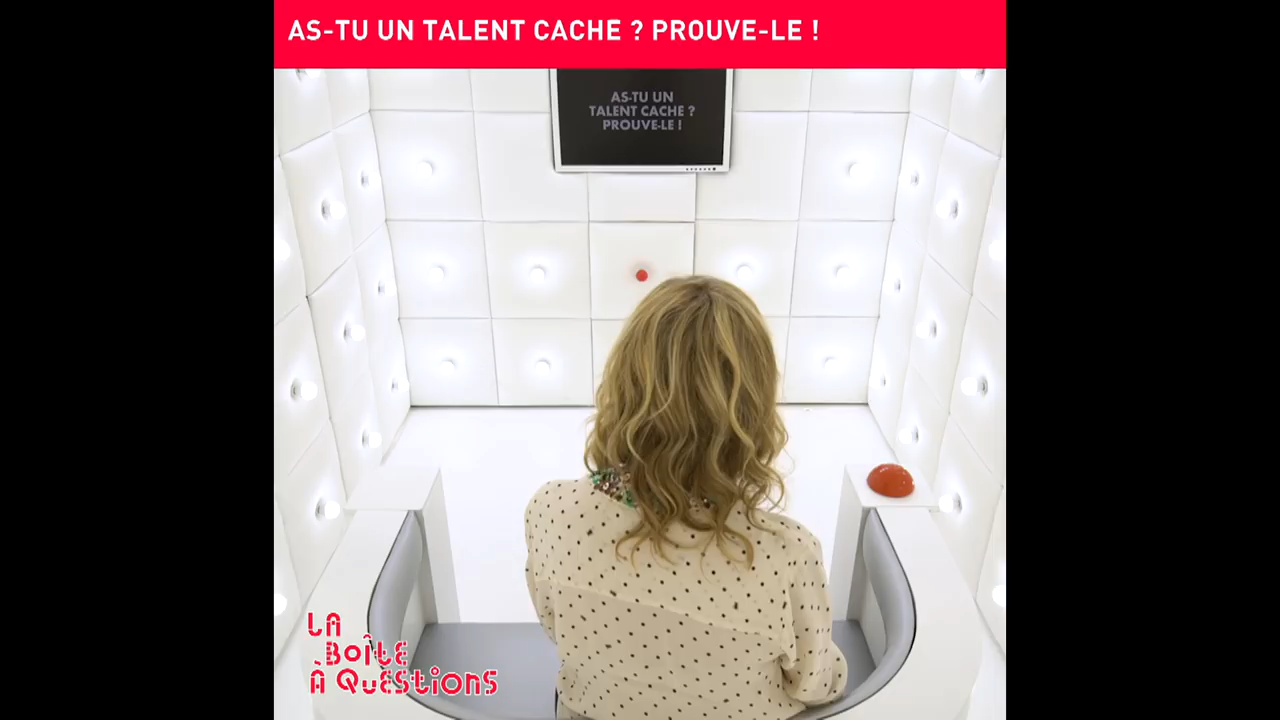 AS-TU UN TALENT CACHE ? PROUVE-LE !
AS-TU UN
TALENT CACHE ?
PROUVE-LE !
LA
BOÎTE
À QUESTIONS